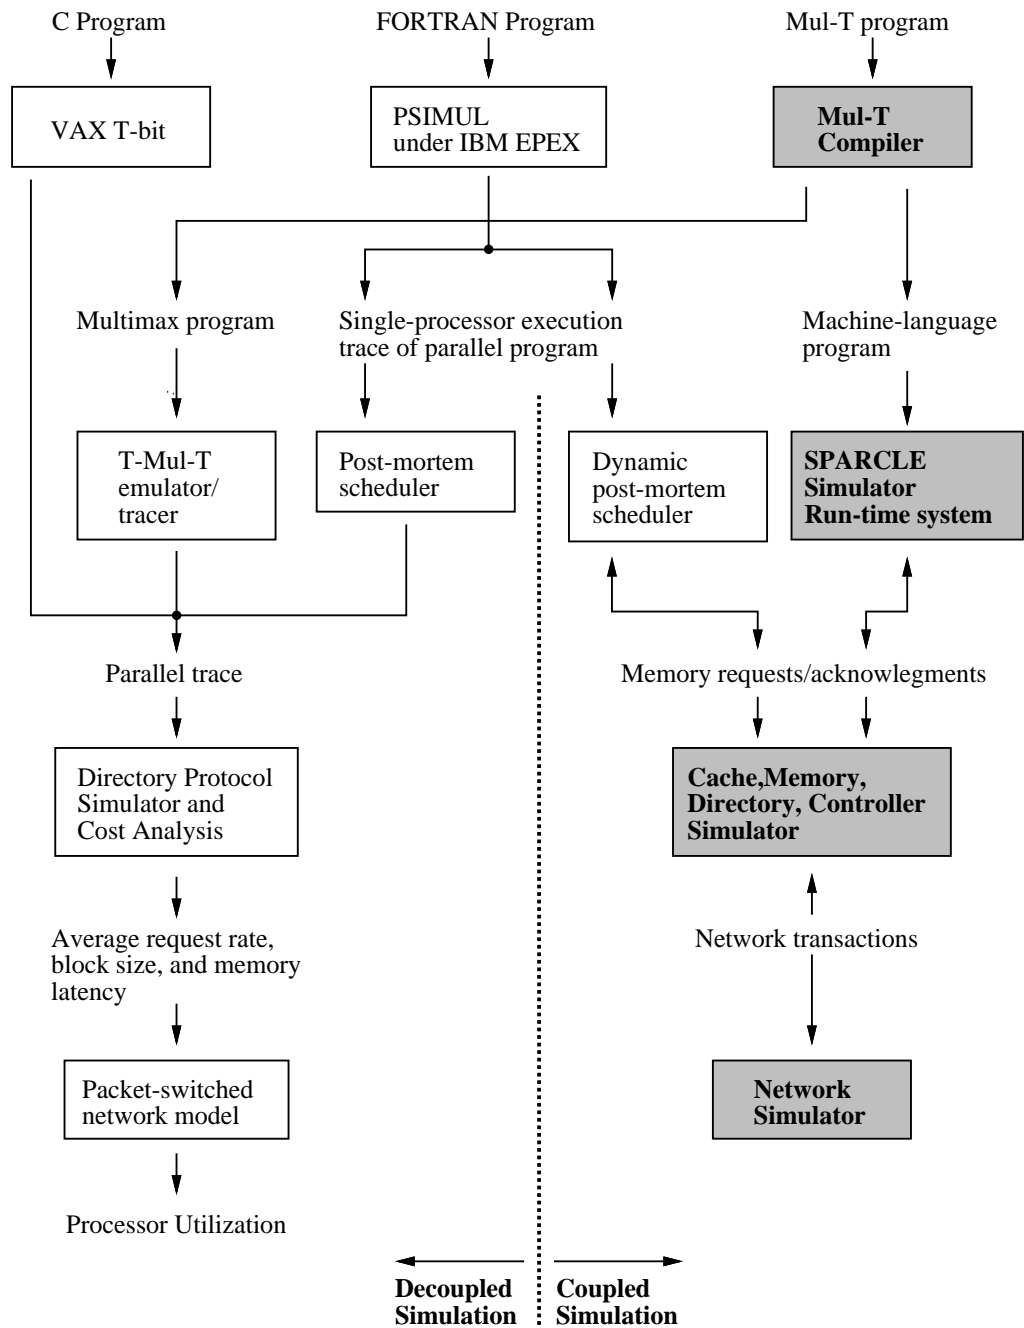 C Program
FORTRAN Program
Mul-T program
VAX T-bit
PSIMUL
under IBM EPEX
Mul-T
Compiler
Multimax program
Single-processor execution
trace of parallel program
Machine-language
program
T-Mul-T
emulator/
tracer
Post-mortem
scheduler
Dynamic
post-mortem
scheduler
SPARCLE
Simulator
Run-time system
Parallel trace
Memory requests/acknowlegments
Directory Protocol
Simulator and
Cost Analysis
Cache,Memory,
Directory, Controller
Simulator
Average request rate,
block size, and memory
latency
Network transactions
Packet-switched
network model
Network
Simulator
Processor Utilization
Decoupled
Simulation
Coupled
Simulation